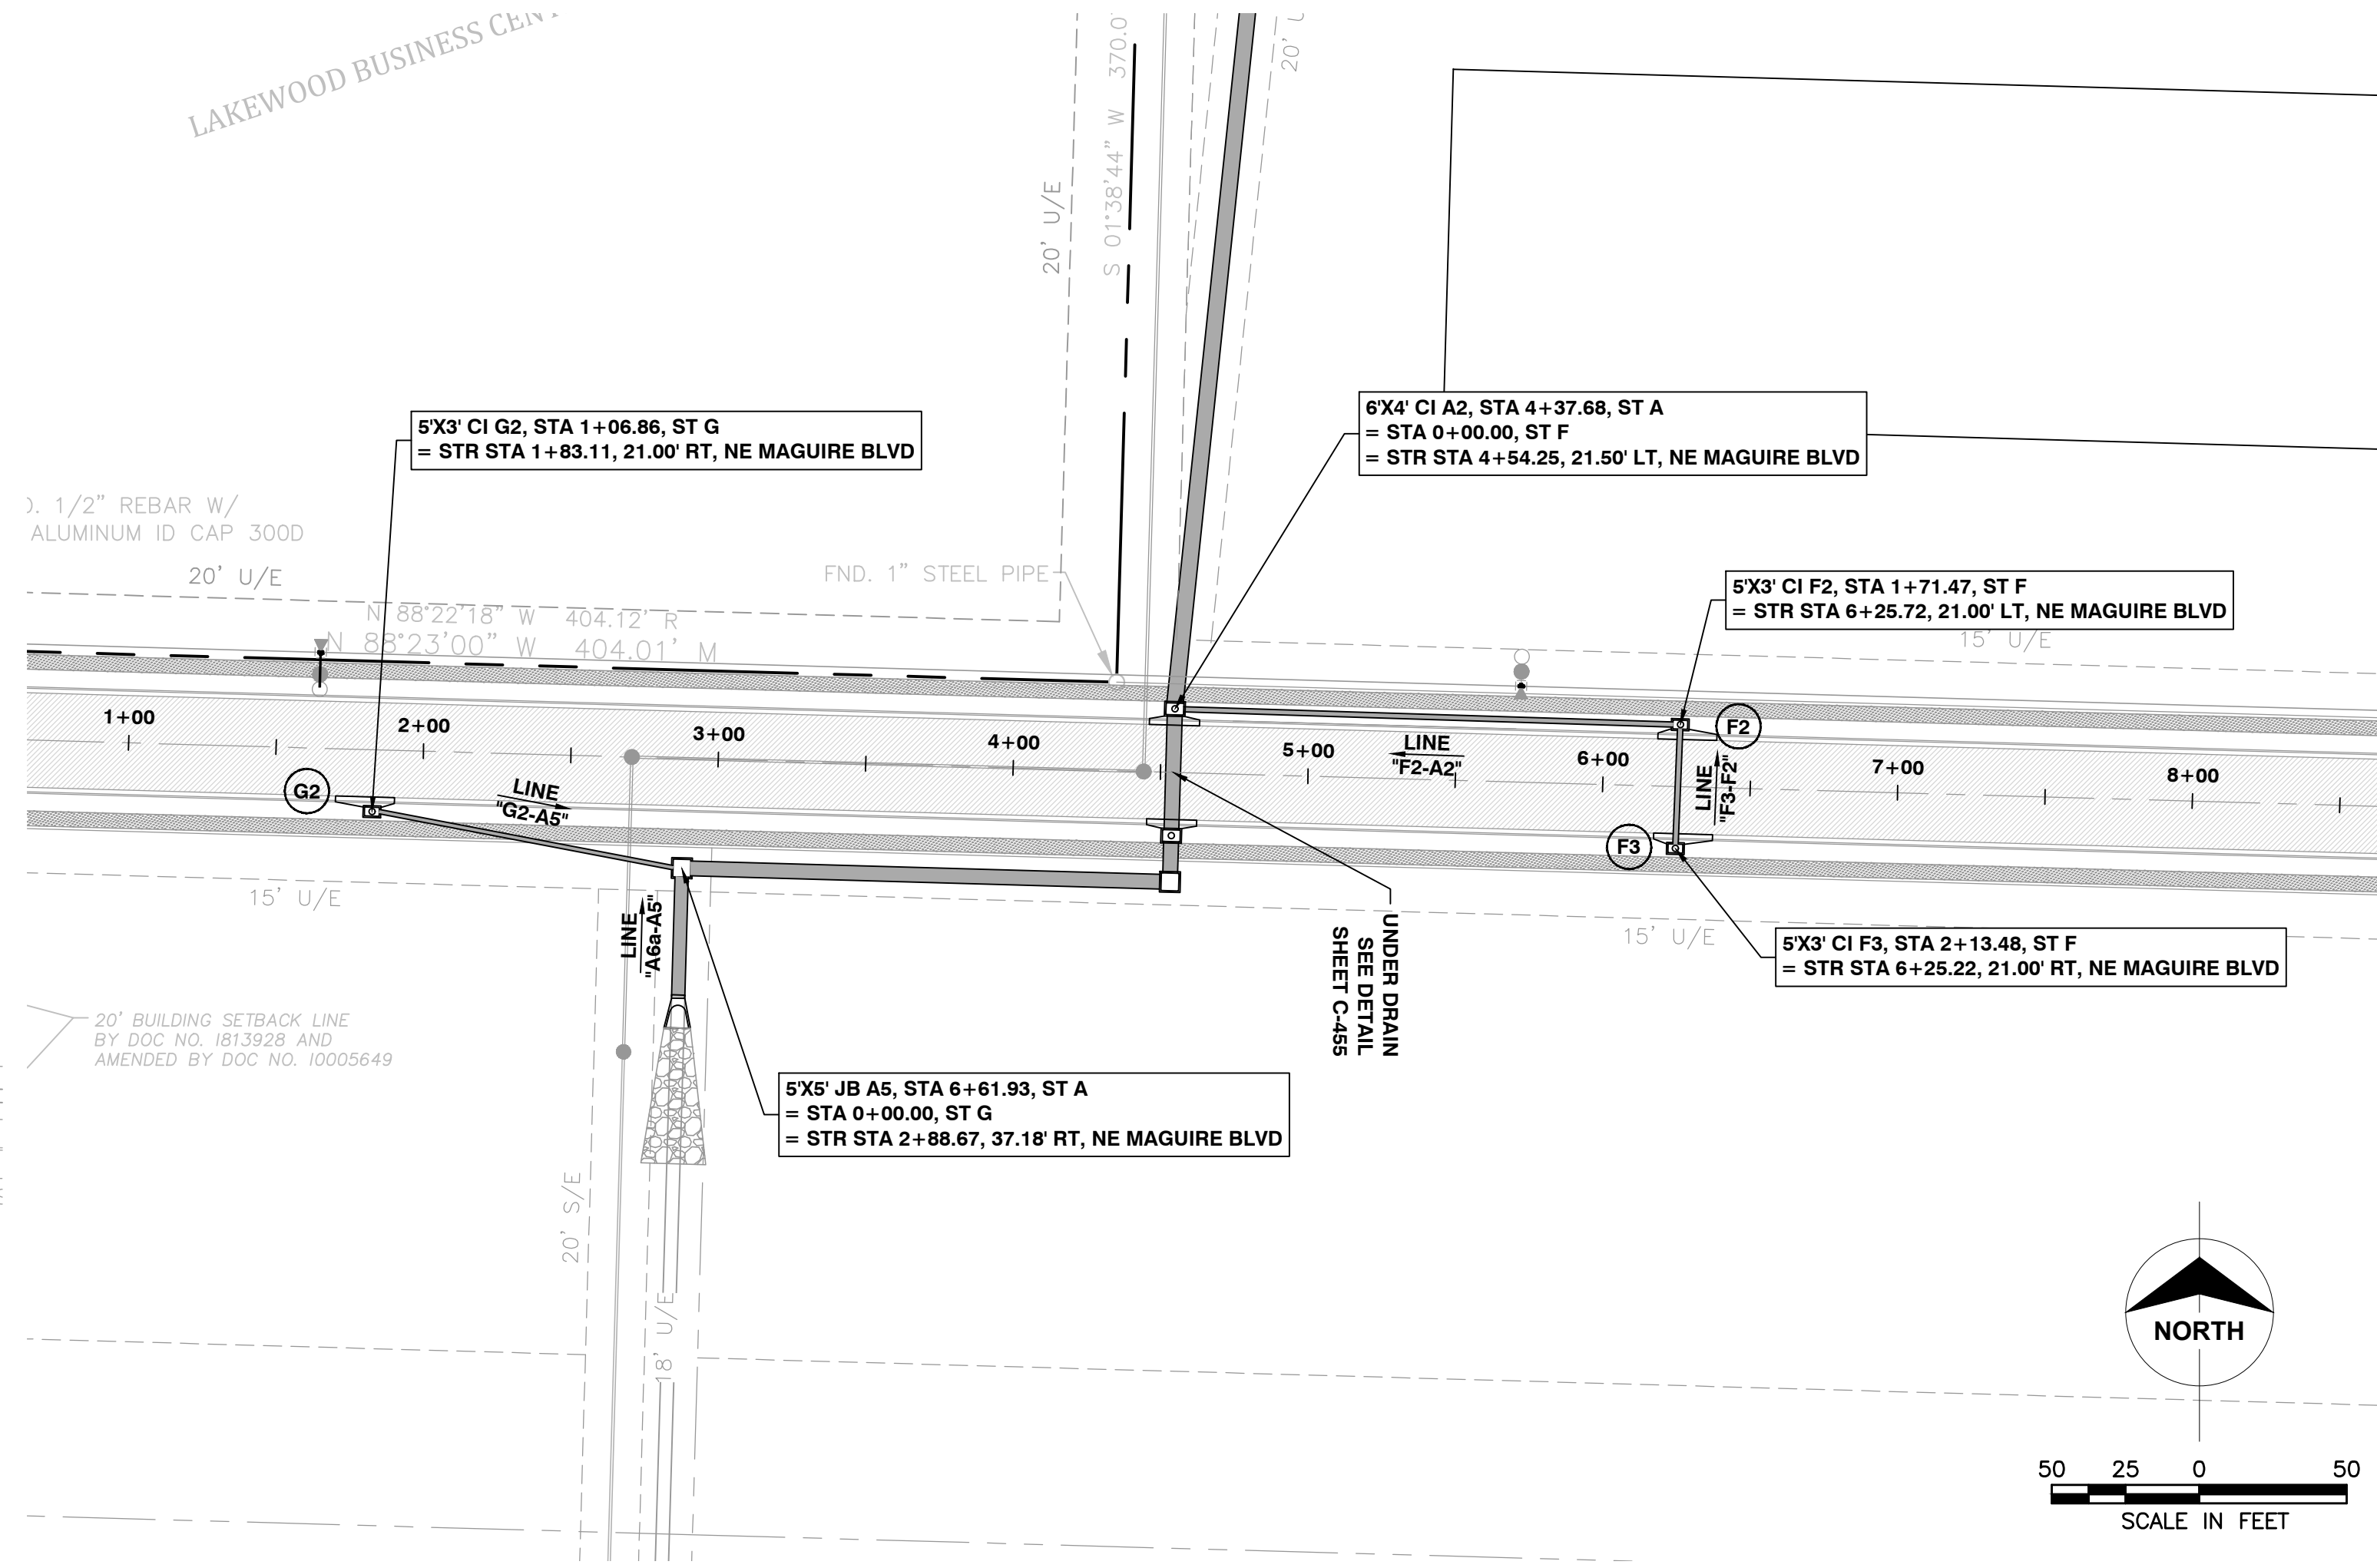 LAKEWOOD BUSINESS
20' U/E
S 01°38'44" W
20'
5'X3' CI G2, STA 1+06.86, ST G
= STR STA 1+83.11, 21.00' RT, NE MAGUIRE BLVD
6'X4' CI A2, STA 4+37.68, ST A
= STA 0+00.00, ST F
= STR STA 4+54.25, 21.50' LT, NE MAGUIRE BLVD
1/2" REBAR W/
ALUMINUM ID CAP 300D
20' U/E
FND. 1" STEEL PIPE
N 88°22'18" W 404.12' R
N 88°23'00" W 404.01' M
5'X3' CI F2, STA 1+71.47, ST F
= STR STA 6+25.72, 21.00' LT, NE MAGUIRE BLVD
15' U/E
1+00
2+00
3+00
4+00
5+00
6+00
7+00
8+00
F2
LINE
"F2-A2"
LINE
"F3-F2"
G2
LINE
"G2-A5"
F3
15' U/E
LINE
"A6a-A5"
UNDER DRAIN
SEE DETAIL
SHEET C-455
15' U/E
5'X3' CI F3, STA 2+13.48, ST F
= STR STA 6+25.22, 21.00' RT, NE MAGUIRE BLVD
20' BUILDING SETBACK LINE
BY DOC NO. I813928 AND
AMENDED BY DOC NO. I0005649
5'X5' JB A5, STA 6+61.93, ST A
= STA 0+00.00, ST G
= STR STA 2+88.67, 37.18' RT, NE MAGUIRE BLVD
20' S/E
18' U/E
NORTH
50 25 0 50
SCALE IN FEET